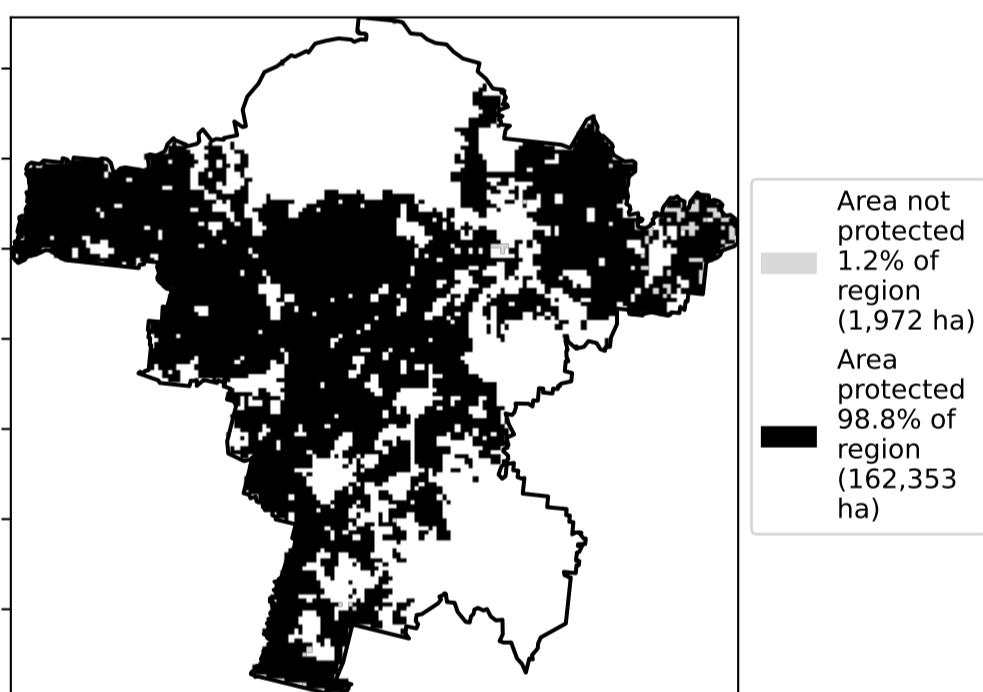 Area not
protected
1.2% of
region
(1,972 ha)
Area
protected
98.8% of
region
(162,353
ha)